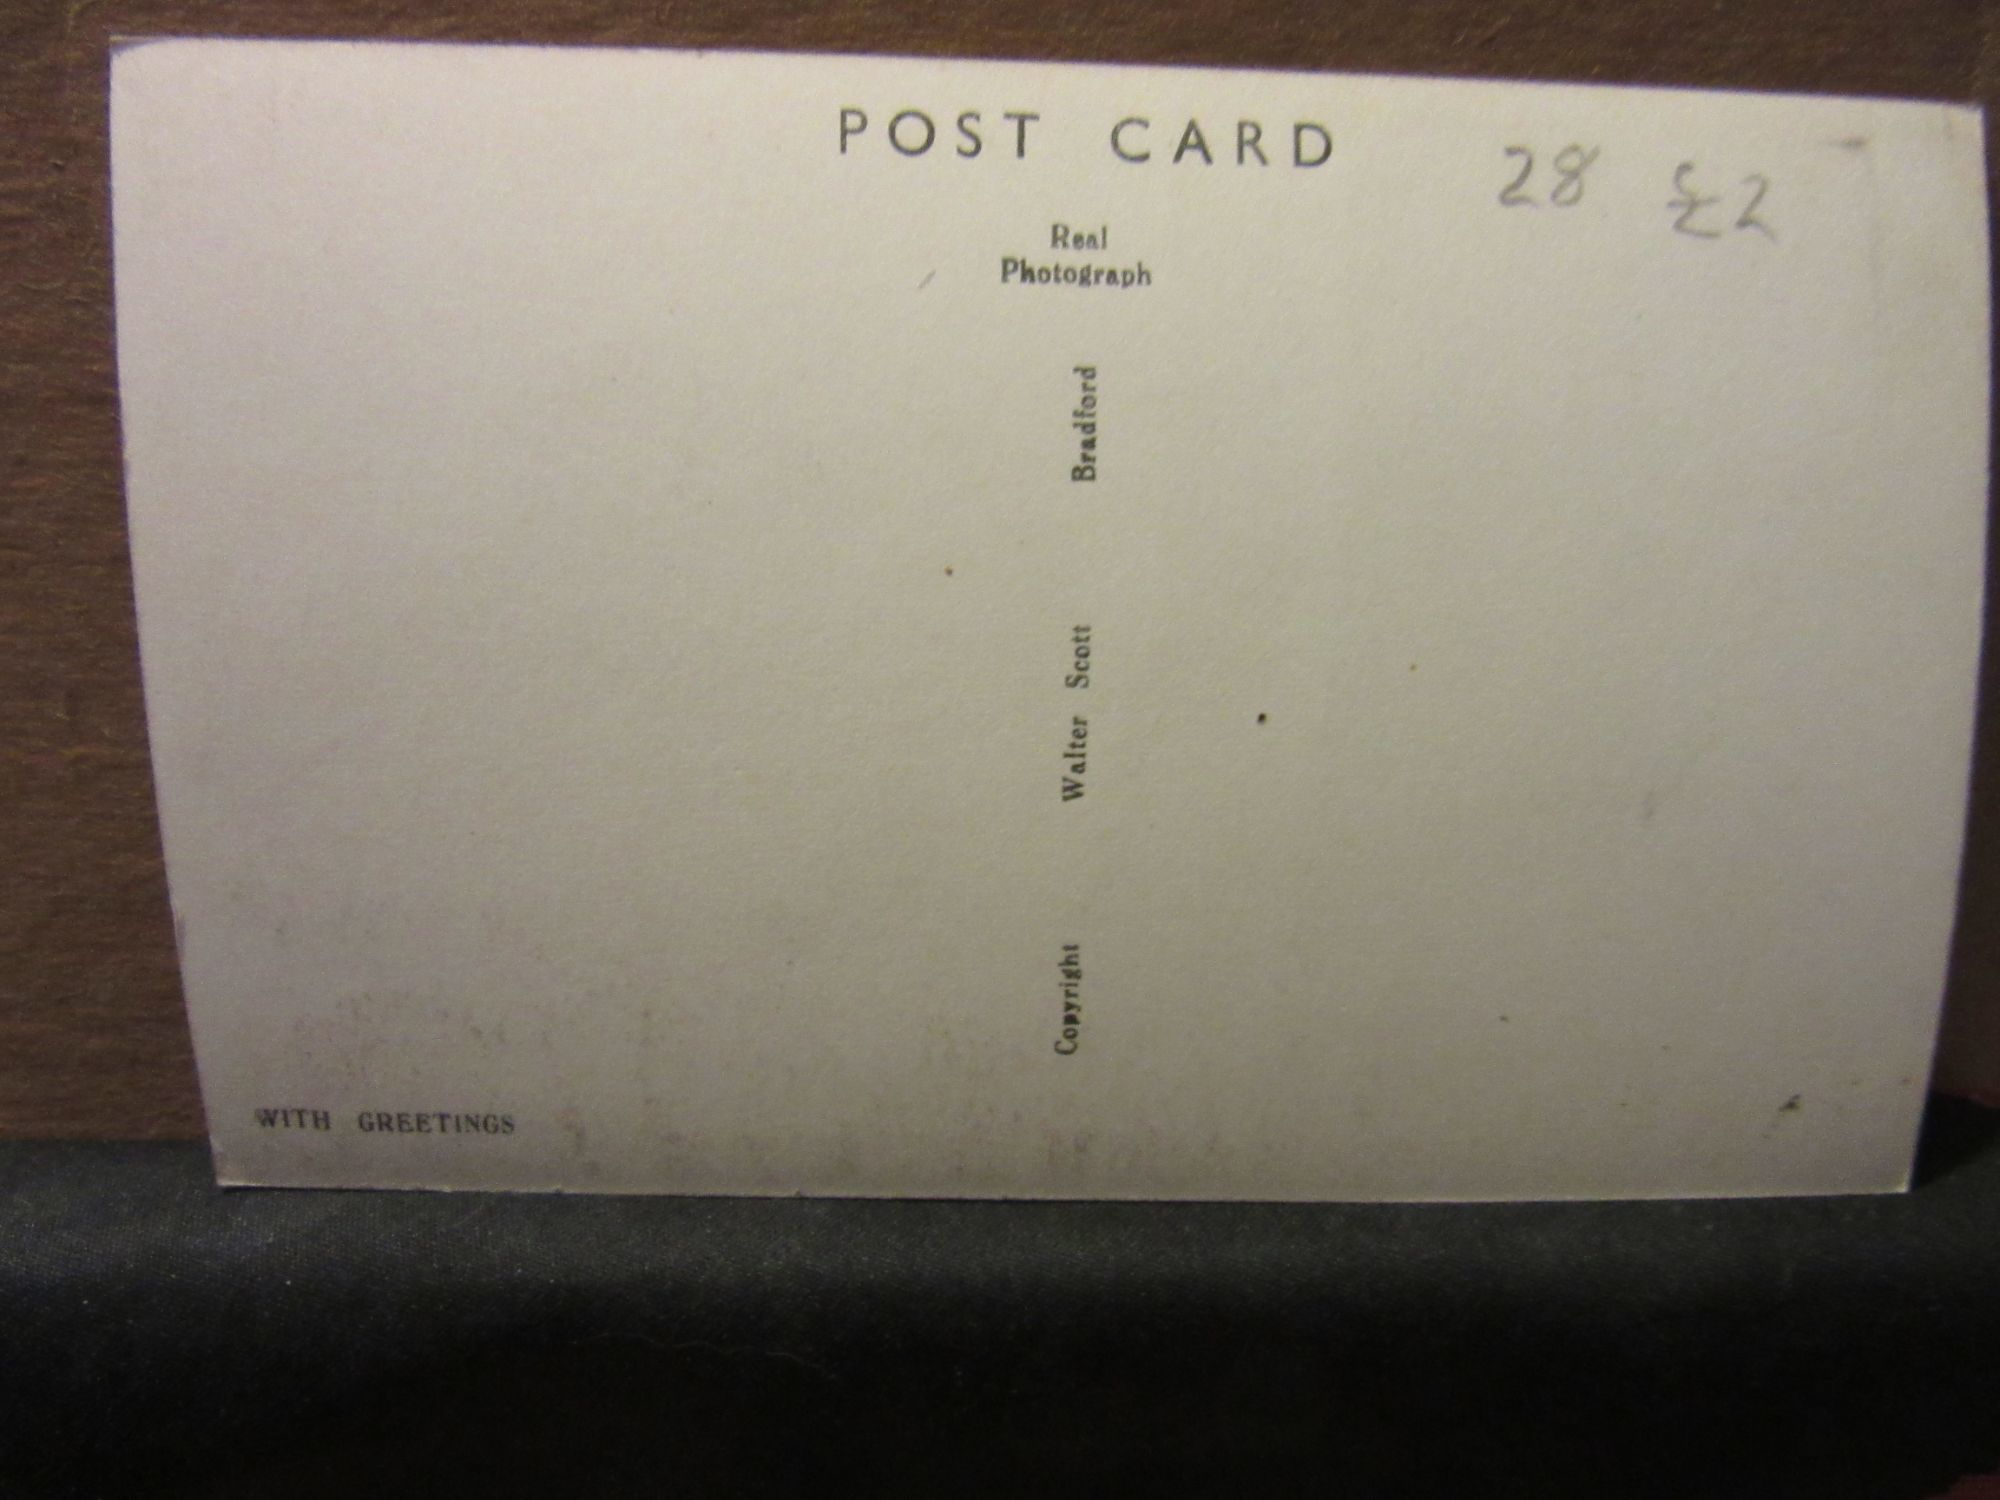 POST CARD
28 £2
Real
Photograph
Copyright Walter Scott Bradford
WITH GREETINGS